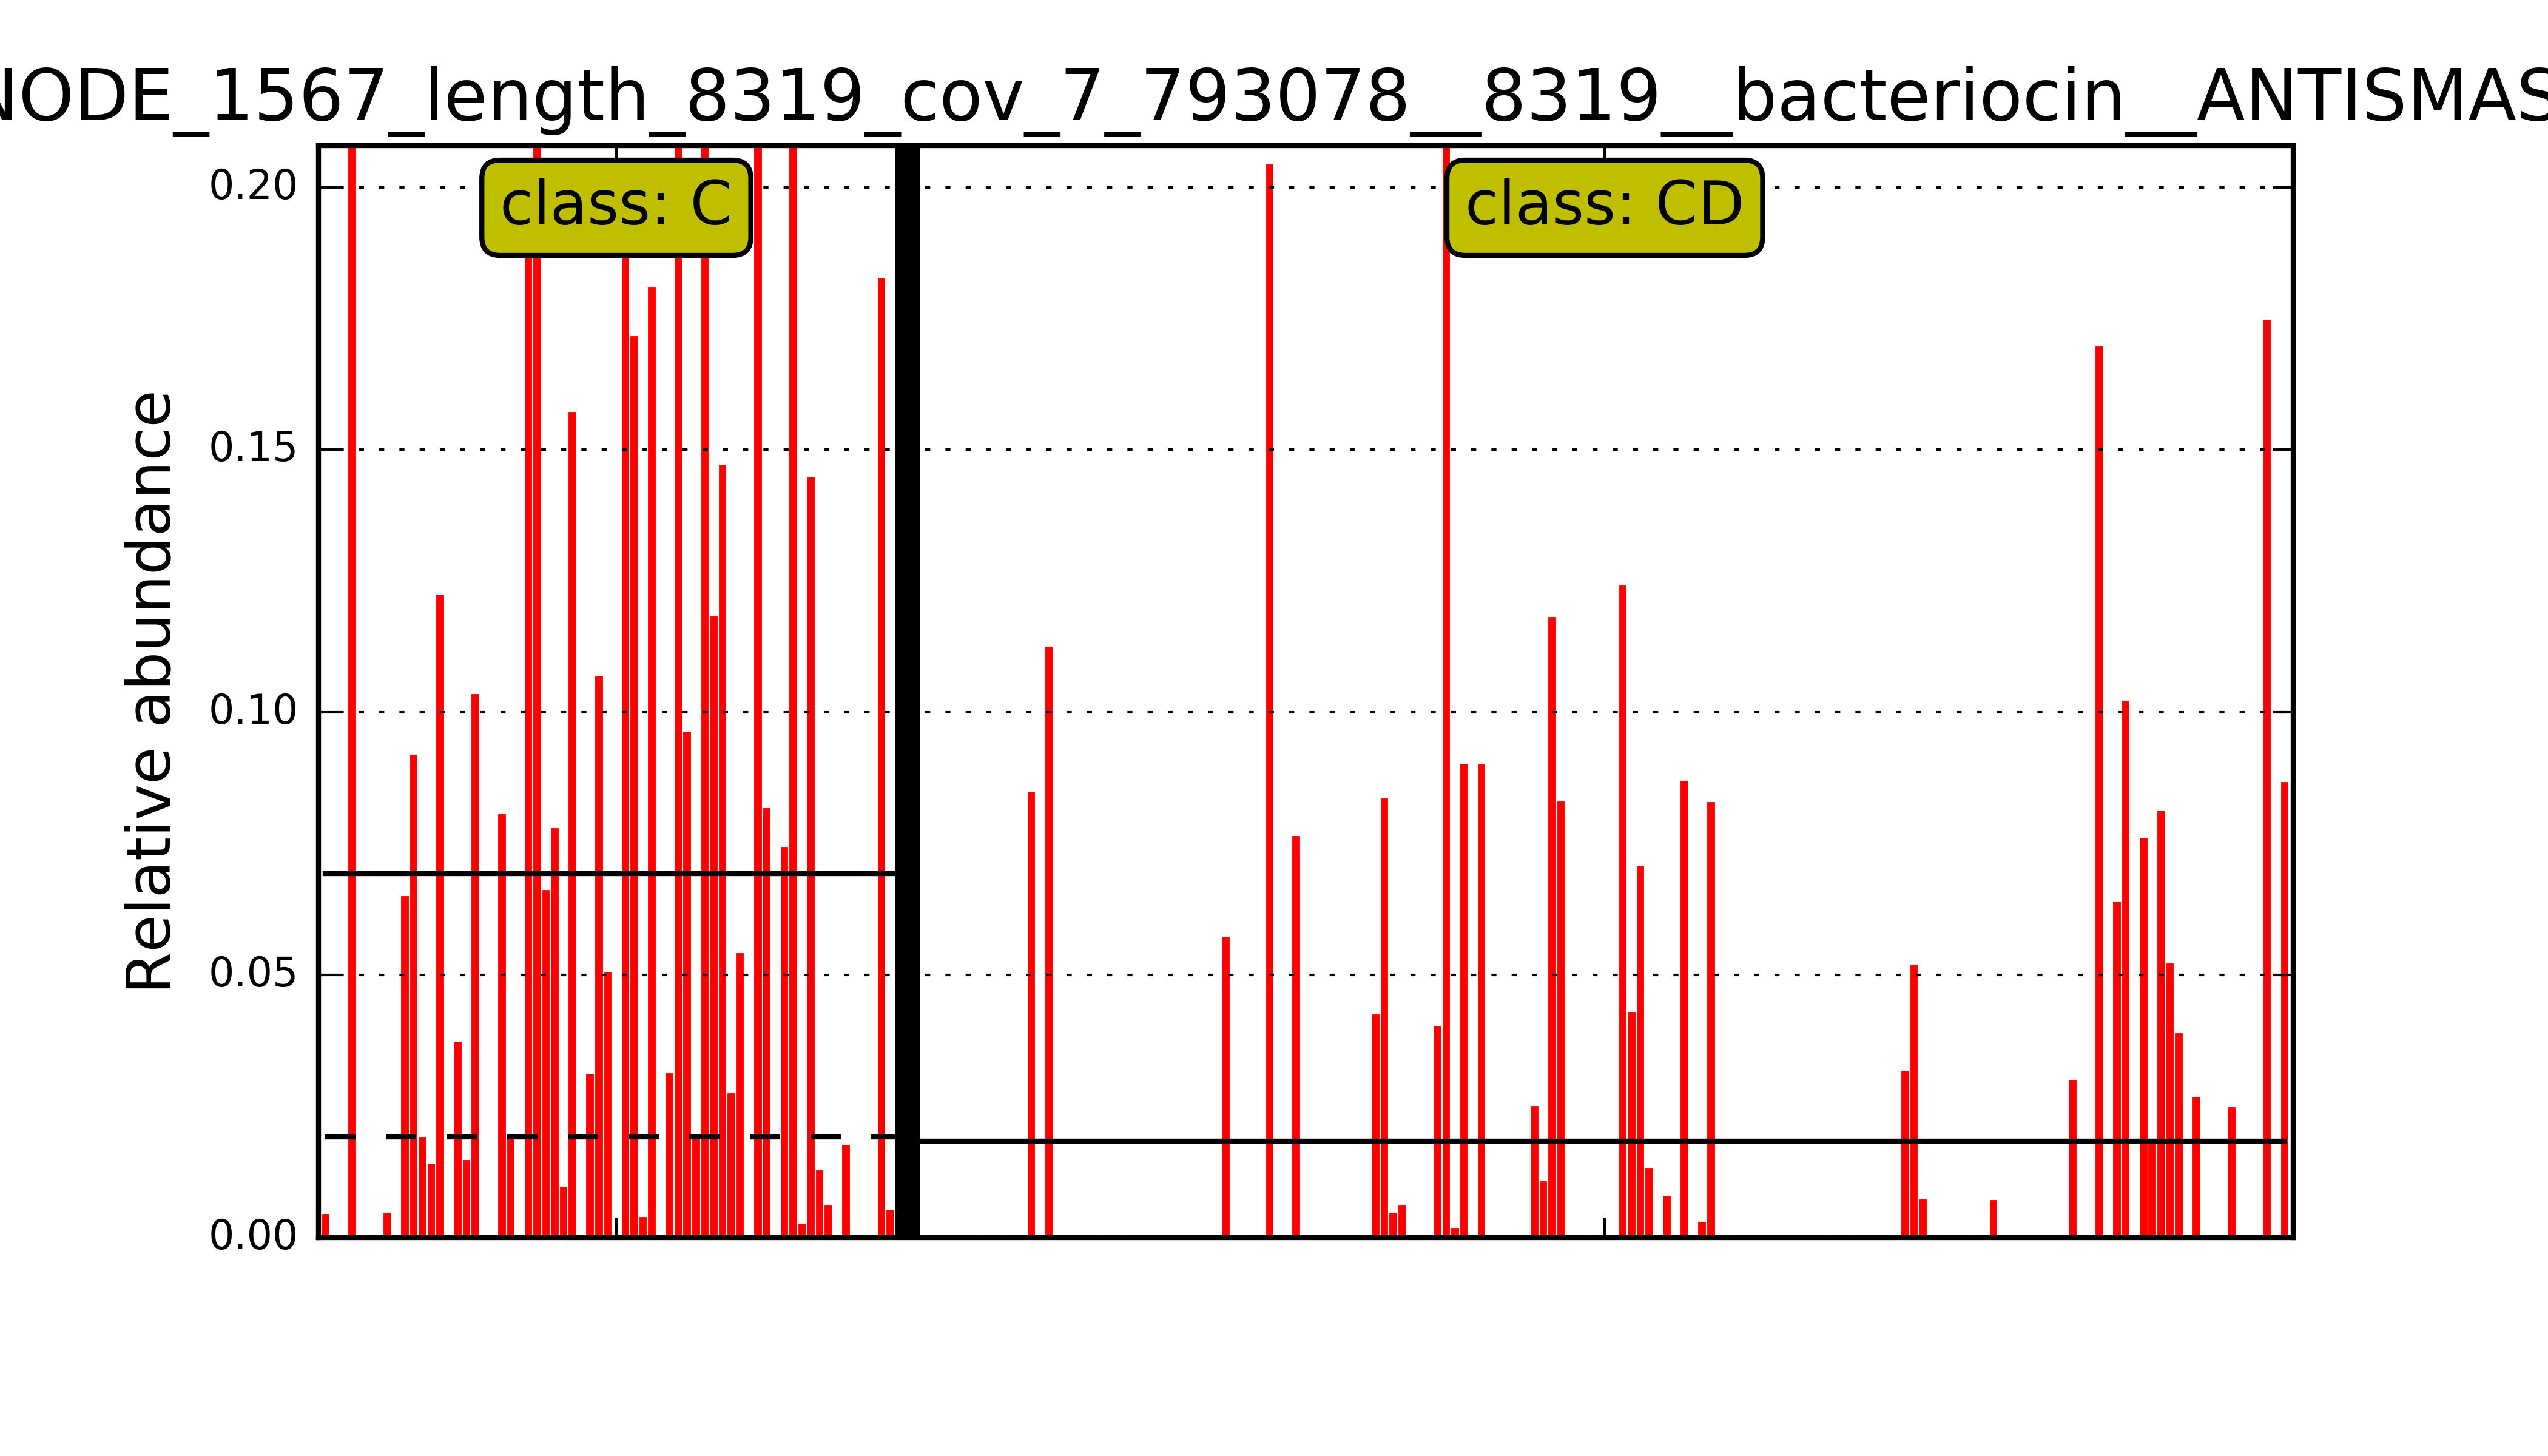 NODE_1567_length_8319_cov_7_793078__8319__bacteriocin__ANTISMAS
class: C
class: CD
Relative abundance
0.20
0.15
0.10
0.05
0.00